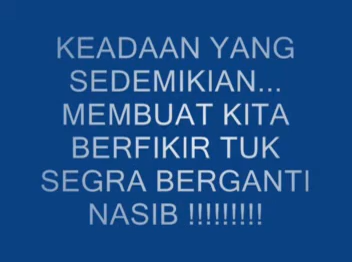 KEADAAN YANG
SEDEMIKIAN...
MEMBUAT KITA
BERFIKIR TUK
SEGRA BERGANTI
NASIB !!!!!!!!!